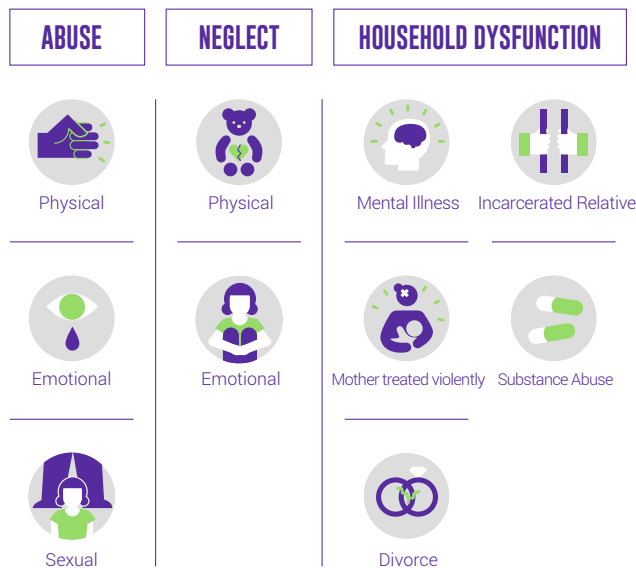 ABUSE
NEGLECT
HOUSEHOLD DYSFUNCTION
Physical
Physical
Mental Illness
Incarcerated Relative
Emotional
Emotional
Mother treated violently
Substance Abuse
Sexual
Divorce